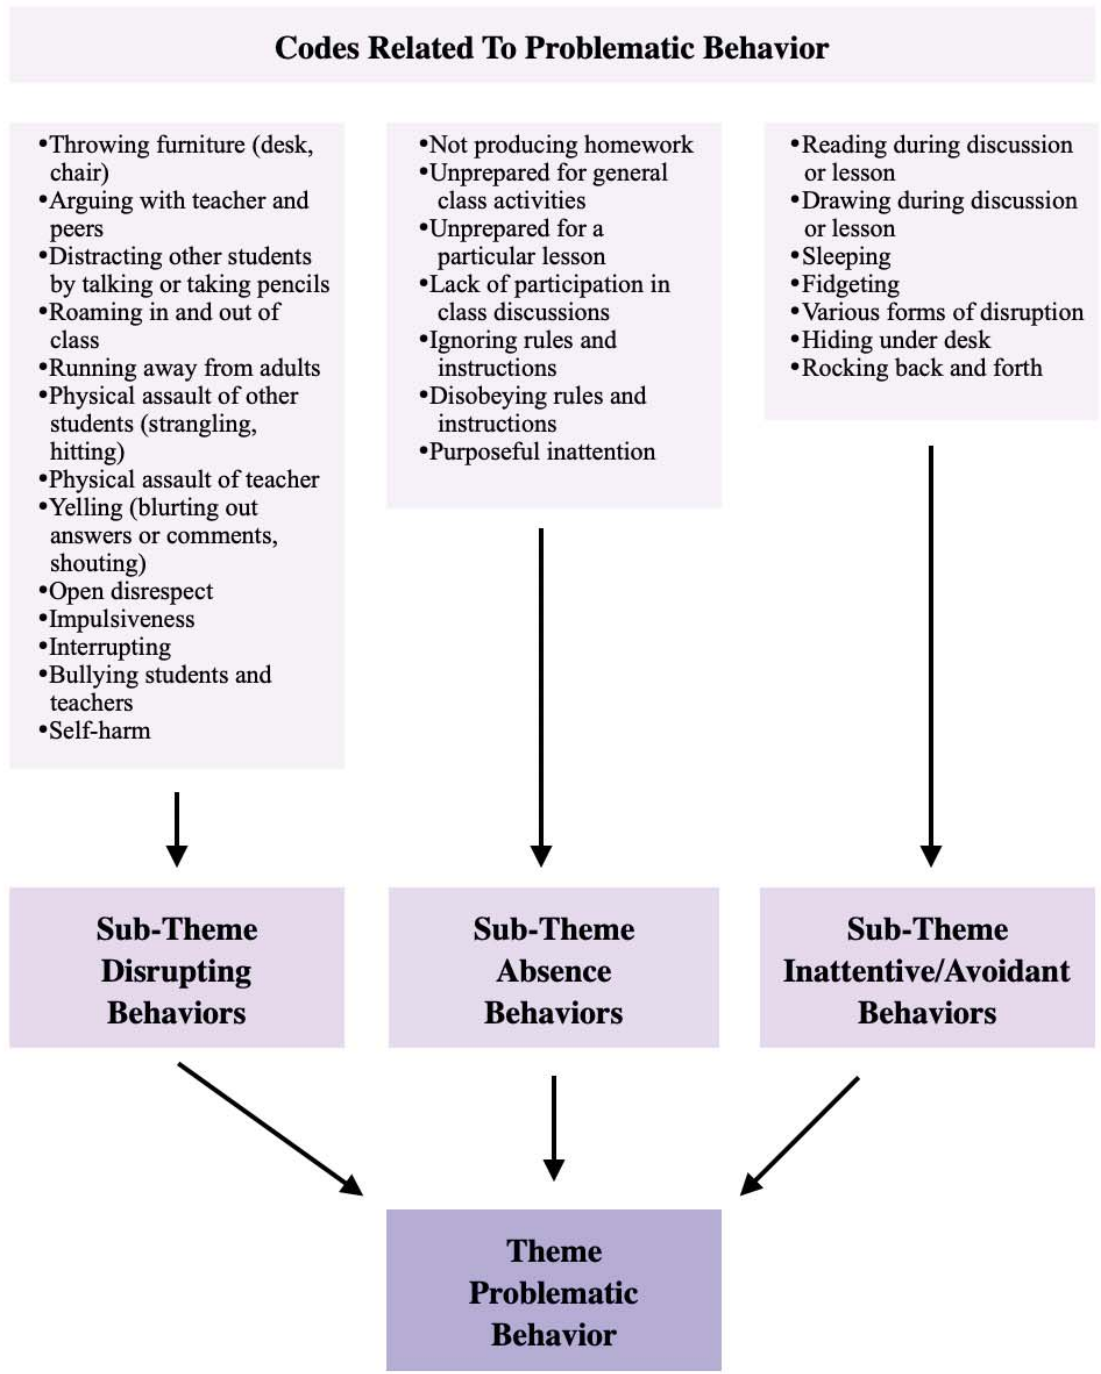 Codes Related To Problematic Behavior
•Throwing furniture (desk,
chair)
•Arguing with teacher and
peers
•Distracting other students
by talking or taking pencils
•Roaming in and out of
class
•Running away from adults
•Physical assault of other
students (strangling,
hitting)
•Physical assault of teacher
•Yelling (blurting out
answers or comments,
shouting)
•Open disrespect
•Impulsiveness
•Interrupting
•Bullying students and
teachers
•Self-harm
•Not producing homework
•Unprepared for general
class activities
•Unprepared for a
particular lesson
•Lack of participation in
class discussions
•Ignoring rules and
instructions
•Disobeying rules and
instructions
•Purposeful inattention
•Reading during discussion
or lesson
•Drawing during discussion
or lesson
•Sleeping
•Fidgeting
•Various forms of disruption
•Hiding under desk
•Rocking back and forth
Sub-Theme
Disrupting
Behaviors
Sub-Theme
Absence
Behaviors
Sub-Theme
Inattentive/Avoidant
Behaviors
Theme
Problematic
Behavior